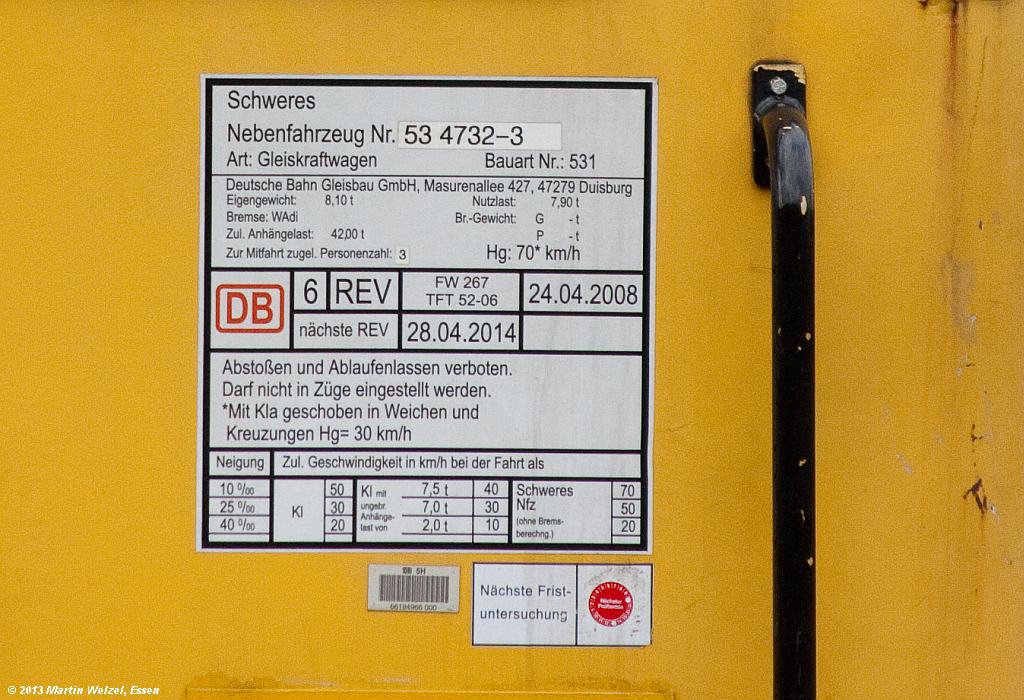 Schweres
Nebenfahrzeug Nr. 53 4732-3
Art: Gleiskraftwagen Bauart Nr.: 531
Deutsche Bahn Gleisbau GmbH, Masurenallee 427, 47279 Duisburg
Eigengewicht: 8,10 t Nutzlast: 7,90 t
Bremse: WAdi Br.-Gewicht: G - t
Zul. Anhängelast: 42,00 t P - t
Zur Mitfahrt zugel. Personenzahl: 3 Hg: 70* km/h
DB 6 REV FW 267 24.04.2008
TFT 52-06
nächste REV 28.04.2014
Abstoßen und Ablaufenlassen verboten.
Darf nicht in Züge eingestellt werden.
*Mit Kla geschoben in Weichen und
Kreuzungen Hg= 30 km/h
Neigung Zul. Geschwindigkeit in km/h bei der Fahrt als
10 ‰ Kl 50 Kl mit 7,5 t 40 Schweres 70
25 ‰ 30 ungebr. 7,0 t 30 Nfz 50
40 ‰ 20 Anhänge- 2,0 t 10 (ohne Brems- 20
last von berechng.)
SH
66194966 000
Nächste Frist-
untersuchung
Nächster
Prüftermin
© 2013 Martin Welzel, Essen